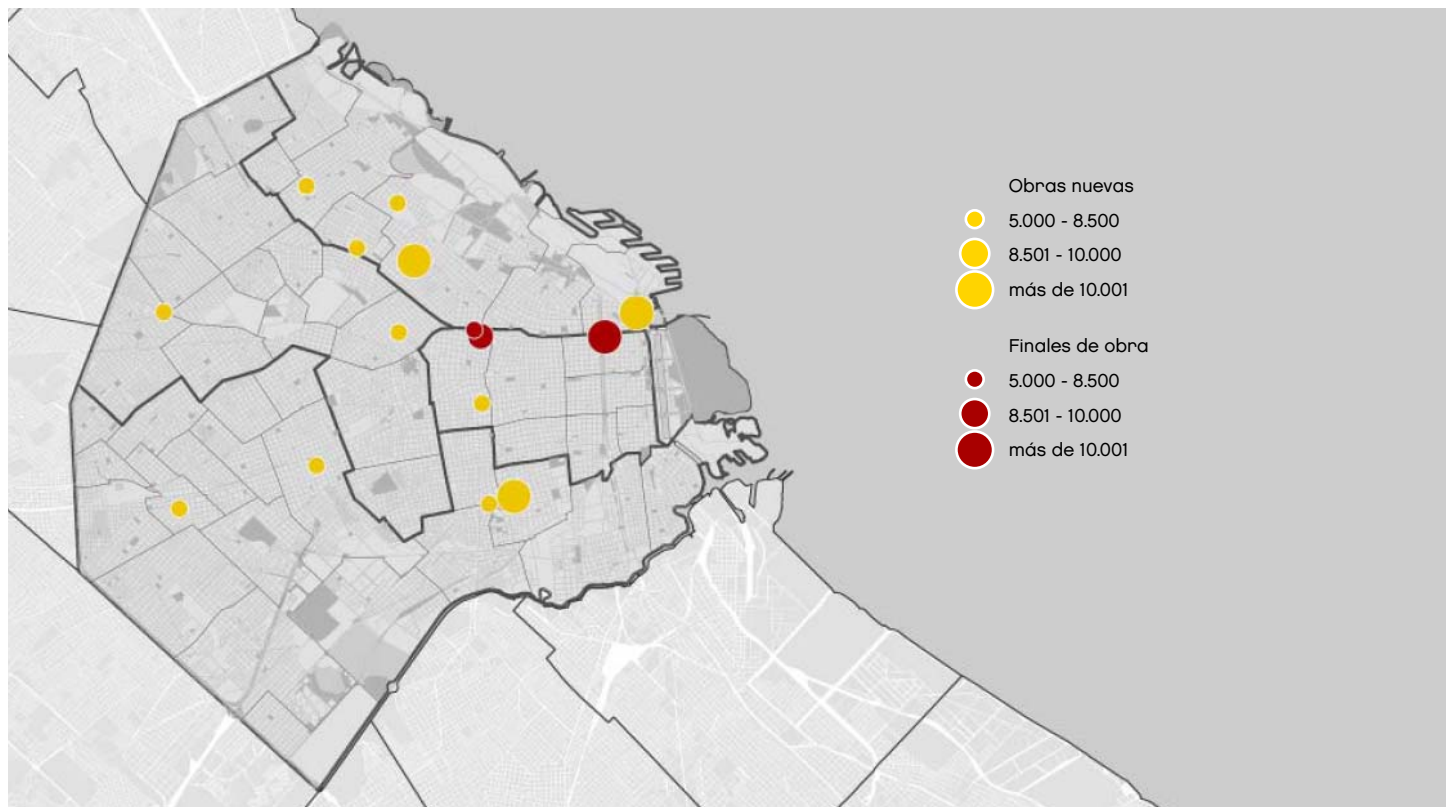 Obras nuevas
5.000 - 8.500
8.501 - 10.000
más de 10.001
Finales de obra
5.000 - 8.500
8.501 - 10.000
más de 10.001